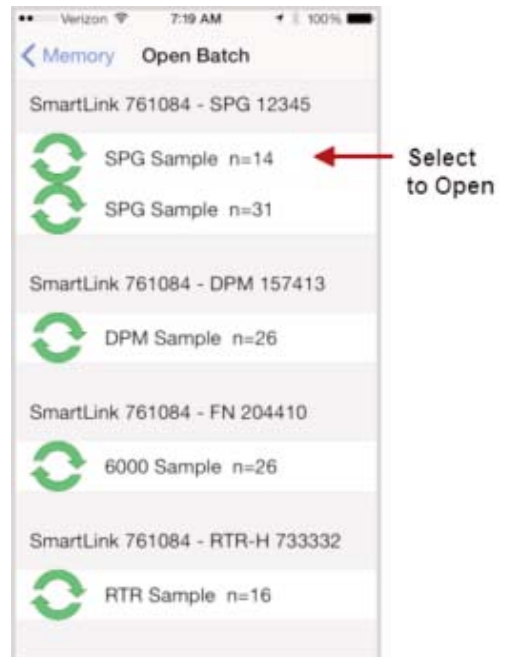 Verizon 7:19 AM 100%
Memory Open Batch
SmartLink 761084 - SPG 12345
SPG Sample n=14
Select
to Open
SPG Sample n=31
SmartLink 761084 - DPM 157413
DPM Sample n=26
SmartLink 761084 - FN 204410
6000 Sample n=26
SmartLink 761084 - RTR-H 733332
RTR Sample n=16